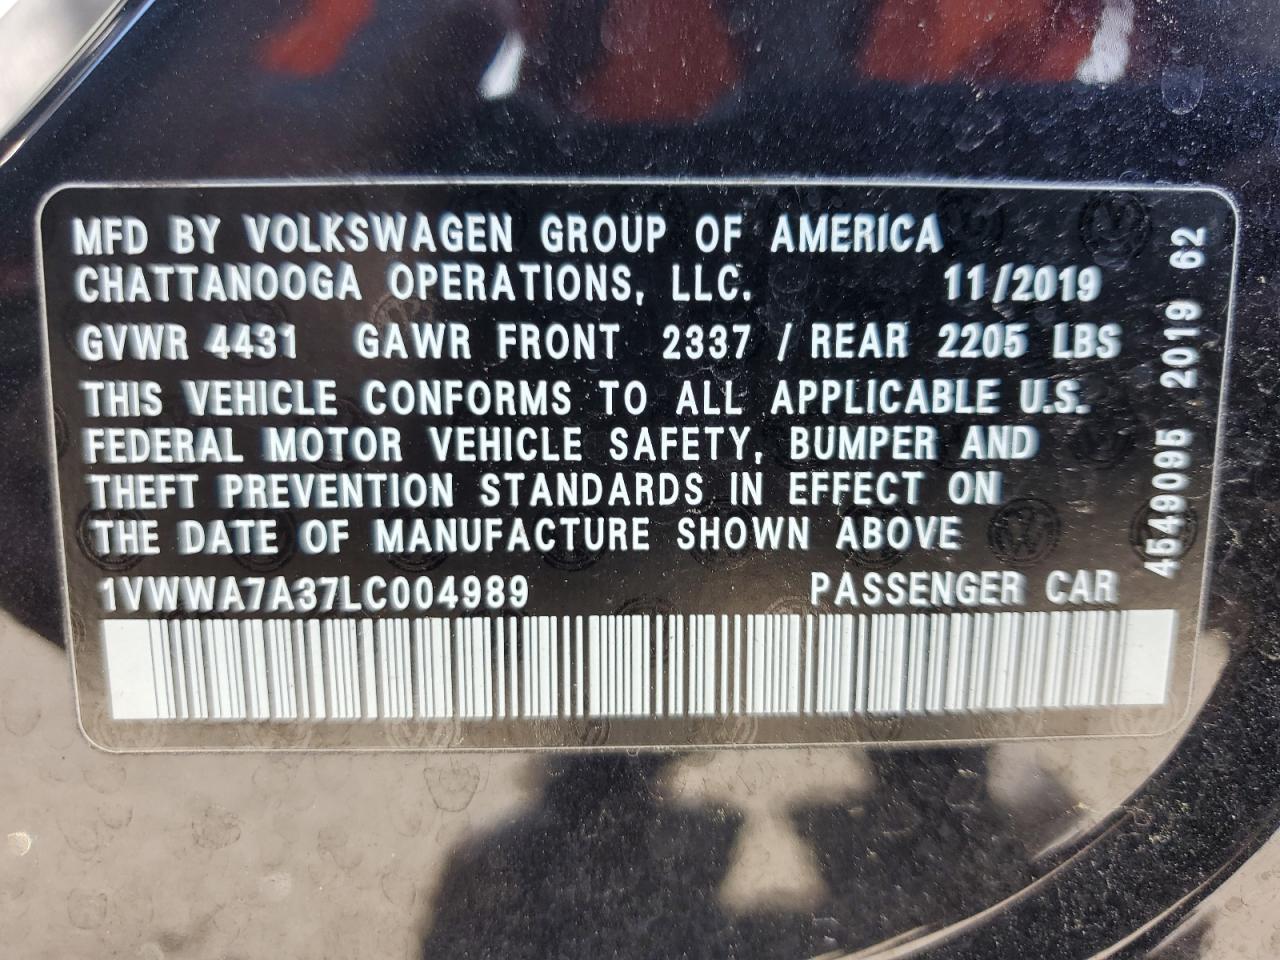 MFD BY VOLKSWAGEN GROUP OF AMERICA
CHATTANOOGA OPERATIONS, LLC. 11/2019
GVWR 4431 GAWR FRONT 2337 / REAR 2205 LBS
THIS VEHICLE CONFORMS TO ALL APPLICABLE U.S.
FEDERAL MOTOR VEHICLE SAFETY, BUMPER AND
THEFT PREVENTION STANDARDS IN EFFECT ON
THE DATE OF MANUFACTURE SHOWN ABOVE
1VWWA7A37LC004989 PASSENGER CAR
4549095 2019 62